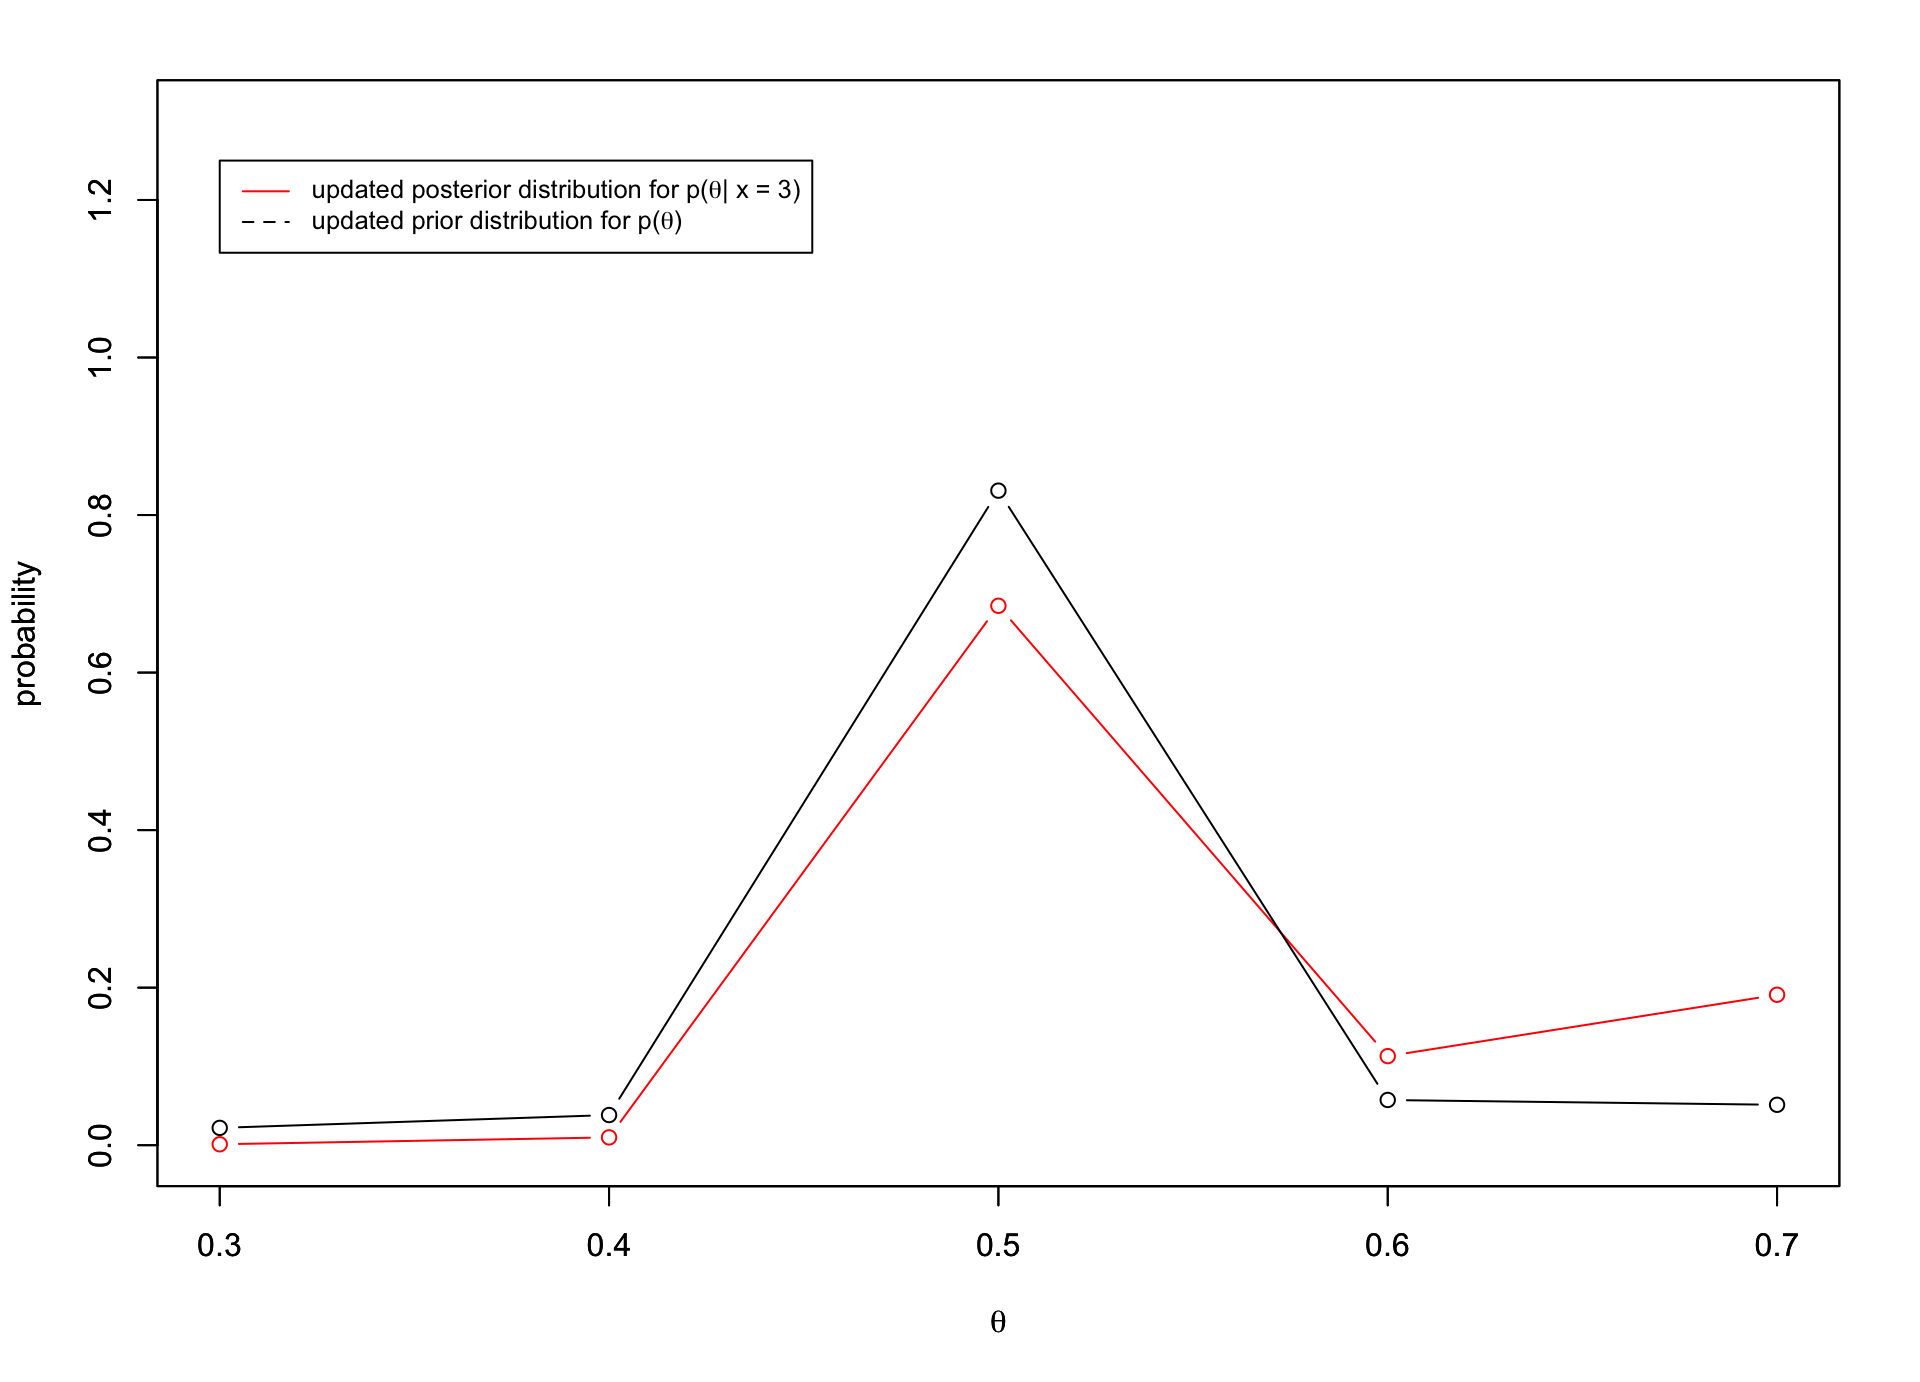 updated posterior distribution for p(θ| x = 3)
updated prior distribution for p(θ)
probability
1.2
1.0
0.8
0.6
0.4
0.2
0.0
0.3 0.4 0.5 0.6 0.7
θ